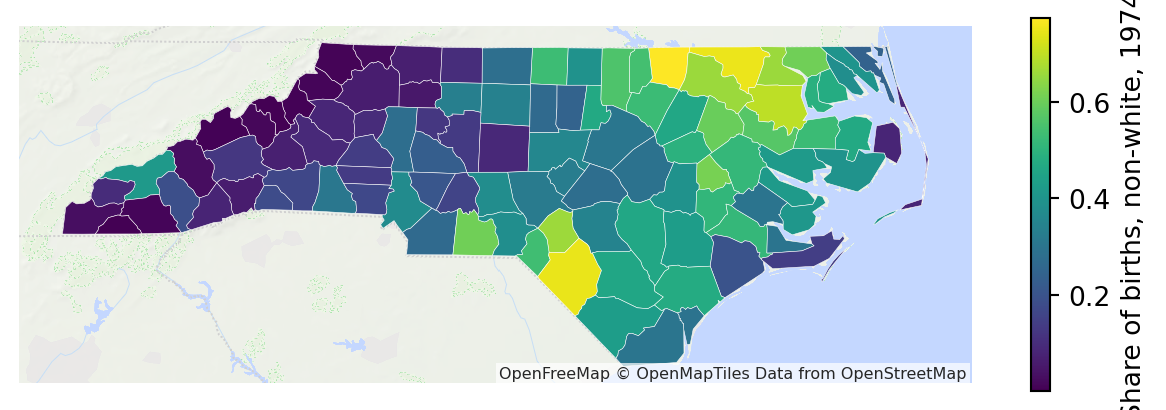 0.6
0.4
0.2
Share of births, non-white, 1974
OpenFreeMap © OpenMapTiles Data from OpenStreetMap